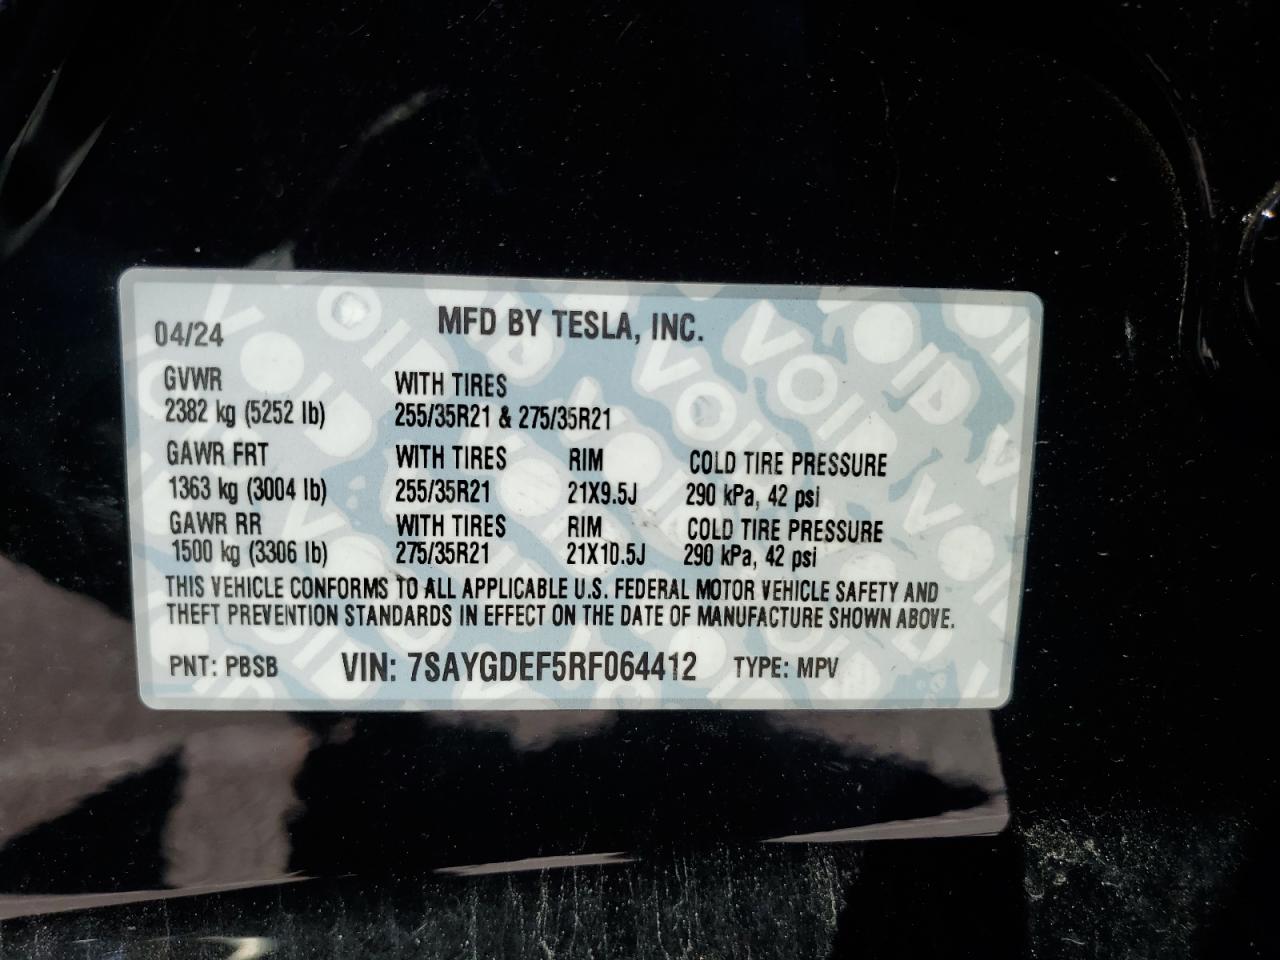 04/24 MFD BY TESLA, INC.
GVWR WITH TIRES
2382 kg (5252 lb) 255/35R21 & 275/35R21
GAWR FRT WITH TIRES RIM COLD TIRE PRESSURE
1363 kg (3004 lb) 255/35R21 21X9.5J 290 kPa, 42 psi
GAWR RR WITH TIRES RIM COLD TIRE PRESSURE
1500 kg (3306 lb) 275/35R21 21X10.5J 290 kPa, 42 psi
THIS VEHICLE CONFORMS TO ALL APPLICABLE U.S. FEDERAL MOTOR VEHICLE SAFETY AND
THEFT PREVENTION STANDARDS IN EFFECT ON THE DATE OF MANUFACTURE SHOWN ABOVE.
PNT: PBSB VIN: 7SAYGDEF5RF064412 TYPE: MPV